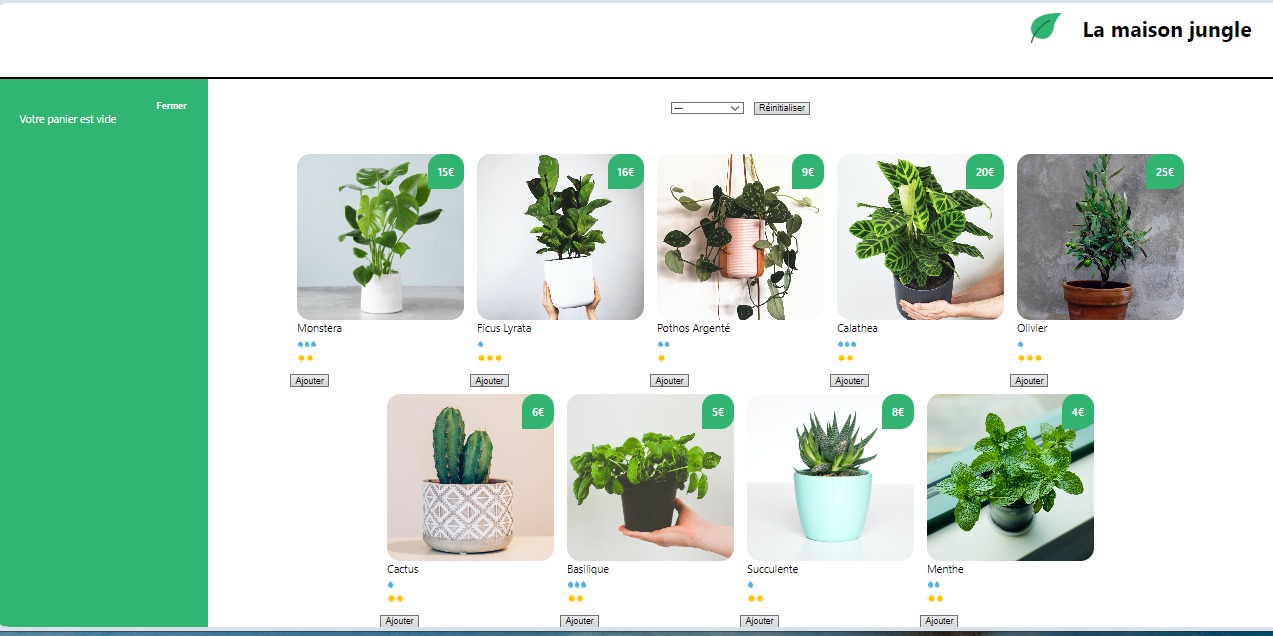 La maison jungle
Fermer
Votre panier est vide
---
Réinitialiser
15€
16€
9€
20€
25€
Monstera
Ficus Lyrata
Pothos Argenté
Calathea
Olivier
Ajouter
Ajouter
Ajouter
Ajouter
Ajouter
6€
5€
8€
4€
Cactus
Basilique
Succulente
Menthe
Ajouter
Ajouter
Ajouter
Ajouter